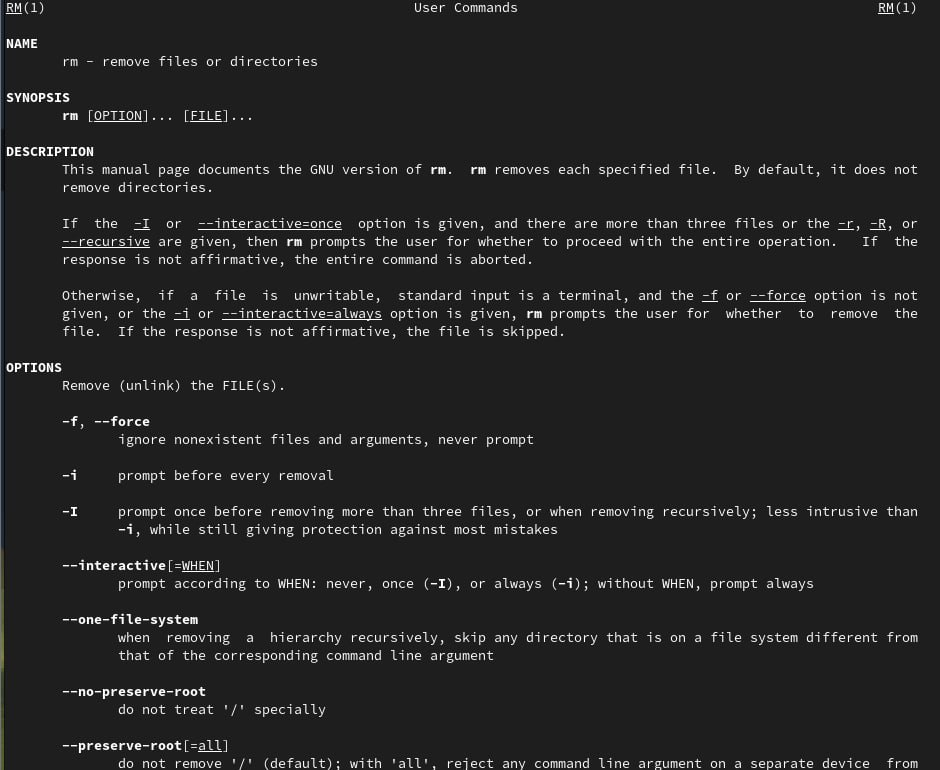 RM(1) User Commands RM(1)
NAME
rm - remove files or directories
SYNOPSIS
rm [OPTION]... [FILE]...
DESCRIPTION
This manual page documents the GNU version of rm. rm removes each specified file. By default, it does not
remove directories.
If the -I or --interactive=once option is given, and there are more than three files or the -r, -R, or
--recursive are given, then rm prompts the user for whether to proceed with the entire operation. If the
response is not affirmative, the entire command is aborted.
Otherwise, if a file is unwritable, standard input is a terminal, and the -f or --force option is not
given, or the -i or --interactive=always option is given, rm prompts the user for whether to remove the
file. If the response is not affirmative, the file is skipped.
OPTIONS
Remove (unlink) the FILE(s).
-f, --force
ignore nonexistent files and arguments, never prompt
-i prompt before every removal
-I prompt once before removing more than three files, or when removing recursively; less intrusive than
-i, while still giving protection against most mistakes
--interactive[=WHEN]
prompt according to WHEN: never, once (-I), or always (-i); without WHEN, prompt always
--one-file-system
when removing a hierarchy recursively, skip any directory that is on a file system different from
that of the corresponding command line argument
--no-preserve-root
do not treat '/' specially
--preserve-root[=all]
do not remove '/' (default); with 'all', reject any command line argument on a separate device from